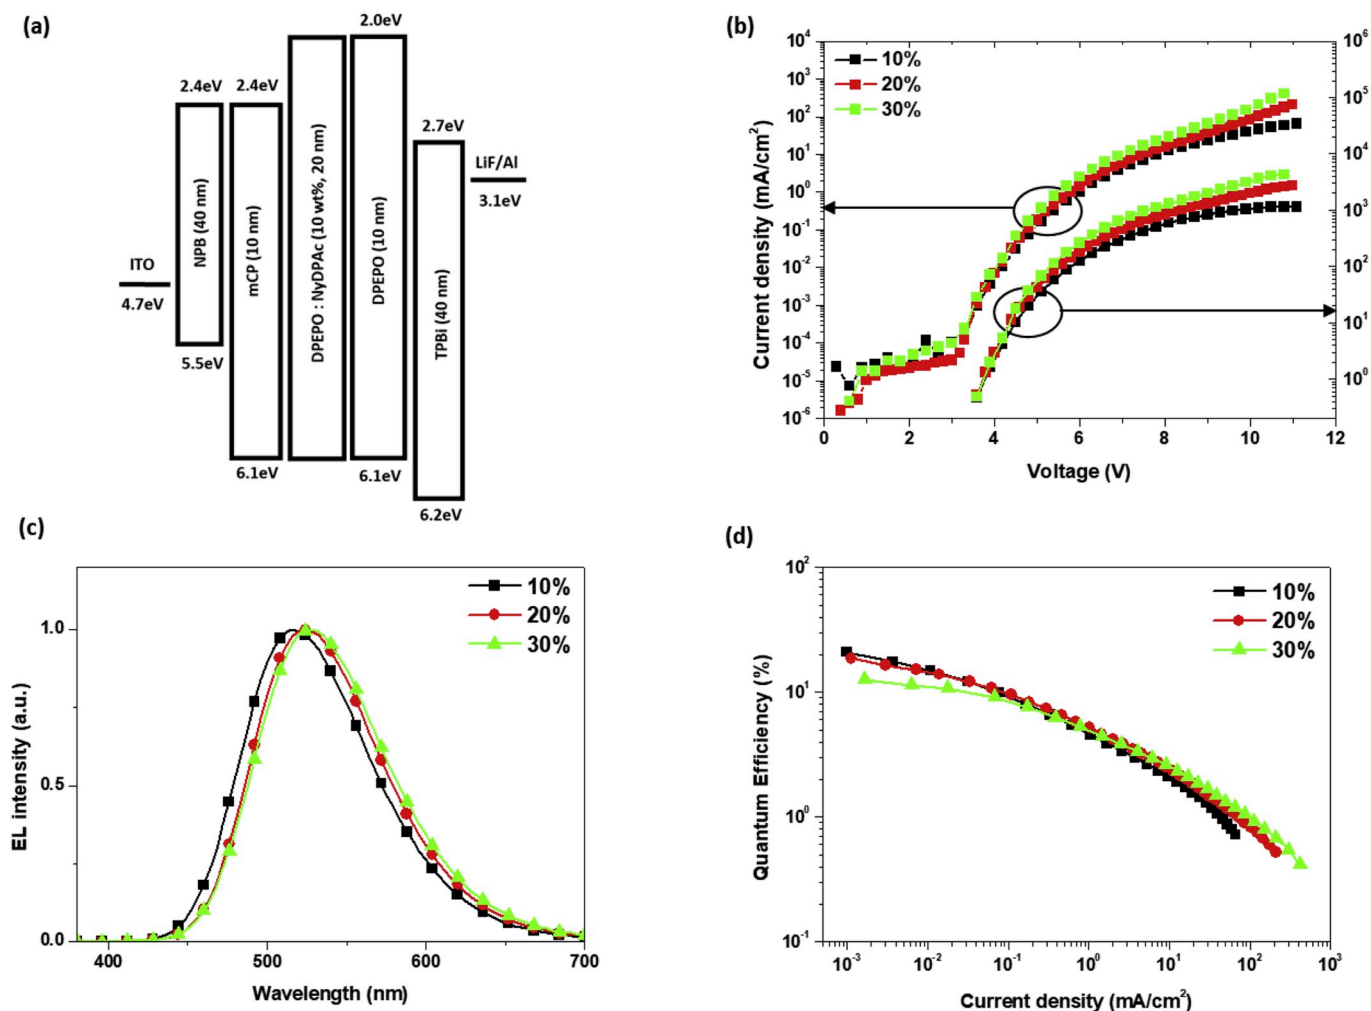 (a)
2.0eV
2.4eV
2.4eV
2.7eV
LiF/Al
3.1eV
ITO
4.7eV
NPB (40 nm)
mCP (10 nm)
DPEPO : NyDPAc (10 wt%, 20 nm)
DPEPO (10 nm)
TPBi (40 nm)
5.5eV
6.1eV
6.1eV
6.2eV
(b)
10%
20%
30%
Current density (mA/cm²)
10⁴
10³
10²
10¹
10⁰
10⁻¹
10⁻²
10⁻³
10⁻⁴
10⁻⁵
10⁻⁶
10⁶
10⁵
10⁴
10³
10²
10¹
10⁰
0 2 4 6 8 10 12
Voltage (V)
(c)
10%
20%
30%
EL intensity (a.u.)
1.0
0.5
0.0
400 500 600 700
Wavelength (nm)
(d)
10%
20%
30%
Quantum Efficiency (%)
10²
10¹
10⁰
10⁻¹
10⁻³ 10⁻² 10⁻¹ 10⁰ 10¹ 10² 10³
Current density (mA/cm²)